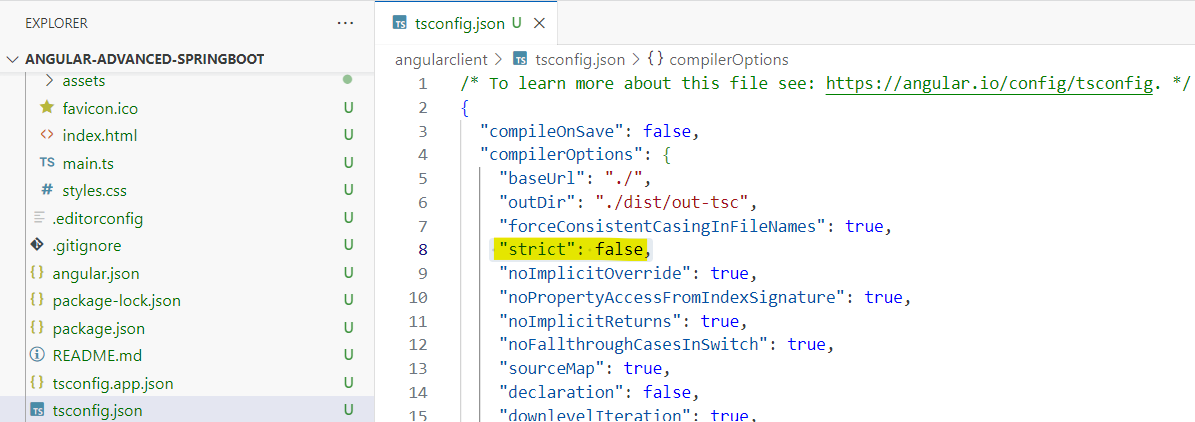 EXPLORER
···
ANGULAR-ADVANCED-SPRINGBOOT
assets
favicon.ico U
index.html U
TS main.ts U
# styles.css U
.editorconfig U
.gitignore U
{} angular.json U
{} package-lock.json U
{} package.json U
README.md U
{} tsconfig.app.json U
TS tsconfig.json U
TS tsconfig.json U ×
angularclient > TS tsconfig.json > {} compilerOptions
1 /* To learn more about this file see: https://angular.io/config/tsconfig. */
2 {
3 "compileOnSave": false,
4 "compilerOptions": {
5 "baseUrl": "./",
6 "outDir": "./dist/out-tsc",
7 "forceConsistentCasingInFileNames": true,
8 "strict": false,
9 "noImplicitOverride": true,
10 "noPropertyAccessFromIndexSignature": true,
11 "noImplicitReturns": true,
12 "noFallthroughCasesInSwitch": true,
13 "sourceMap": true,
14 "declaration": false,
15 "downlevelIteration": true,